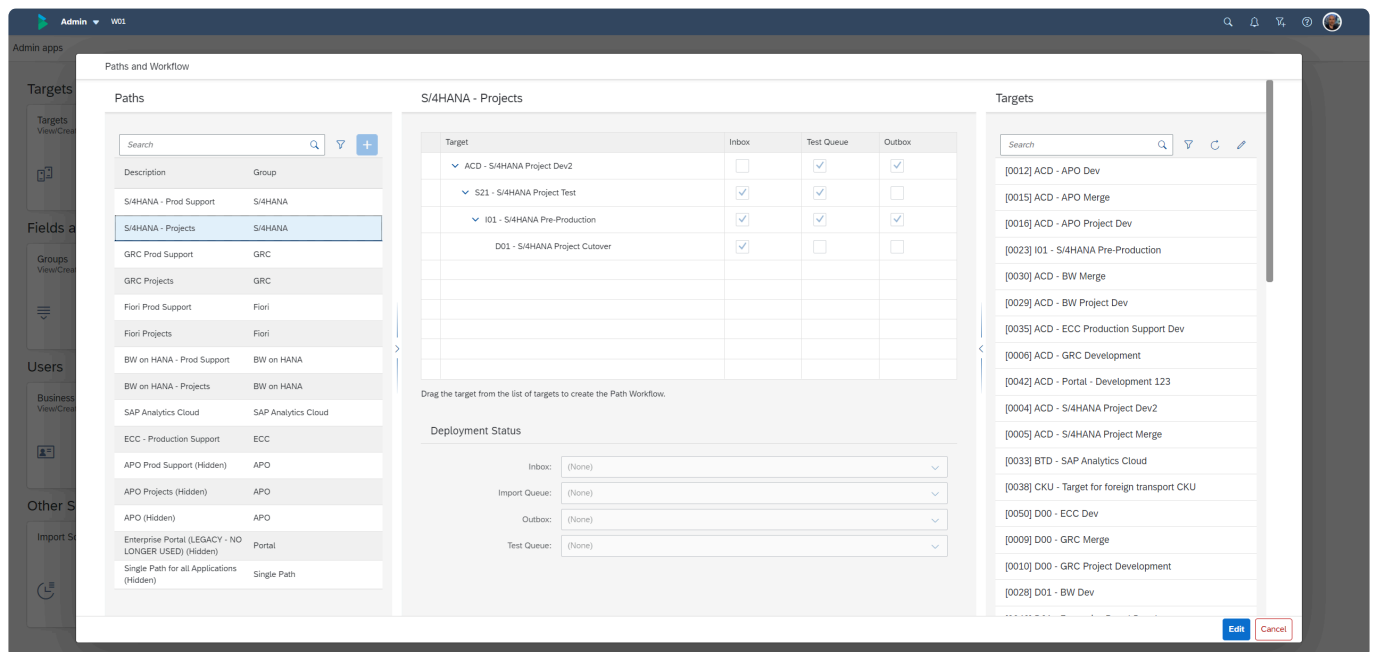 Admin W01
Admin apps
Paths and Workflow
Targets
Targets
View/Crea
Fields a
Groups
View/Crea
Users
Business
View/Crea
Other S
Import Sc
Paths
Search
Description Group
S/4HANA - Prod Support S/4HANA
S/4HANA - Projects S/4HANA
GRC Prod Support GRC
GRC Projects GRC
Fiori Prod Support Fiori
Fiori Projects Fiori
BW on HANA - Prod Support BW on HANA
BW on HANA - Projects BW on HANA
SAP Analytics Cloud SAP Analytics Cloud
ECC - Production Support ECC
APO Prod Support (Hidden) APO
APO Projects (Hidden) APO
APO (Hidden) APO
Enterprise Portal (LEGACY - NO
LONGER USED) (Hidden) Portal
Single Path for all Applications
(Hidden) Single Path
S/4HANA - Projects
Target Inbox Test Queue Outbox
ACD - S/4HANA Project Dev2
S21 - S/4HANA Project Test
I01 - S/4HANA Pre-Production
D01 - S/4HANA Project Cutover
Drag the target from the list of targets to create the Path Workflow.
Deployment Status
Inbox: (None)
Import Queue: (None)
Outbox: (None)
Test Queue: (None)
Targets
Search
[0012] ACD - APO Dev
[0015] ACD - APO Merge
[0016] ACD - APO Project Dev
[0023] I01 - S/4HANA Pre-Production
[0030] ACD - BW Merge
[0029] ACD - BW Project Dev
[0035] ACD - ECC Production Support Dev
[0006] ACD - GRC Development
[0042] ACD - Portal - Development 123
[0004] ACD - S/4HANA Project Dev2
[0005] ACD - S/4HANA Project Merge
[0033] BTD - SAP Analytics Cloud
[0038] CKU - Target for foreign transport CKU
[0050] D00 - ECC Dev
[0009] D00 - GRC Merge
[0010] D00 - GRC Project Development
[0028] D01 - BW Dev
Edit Cancel